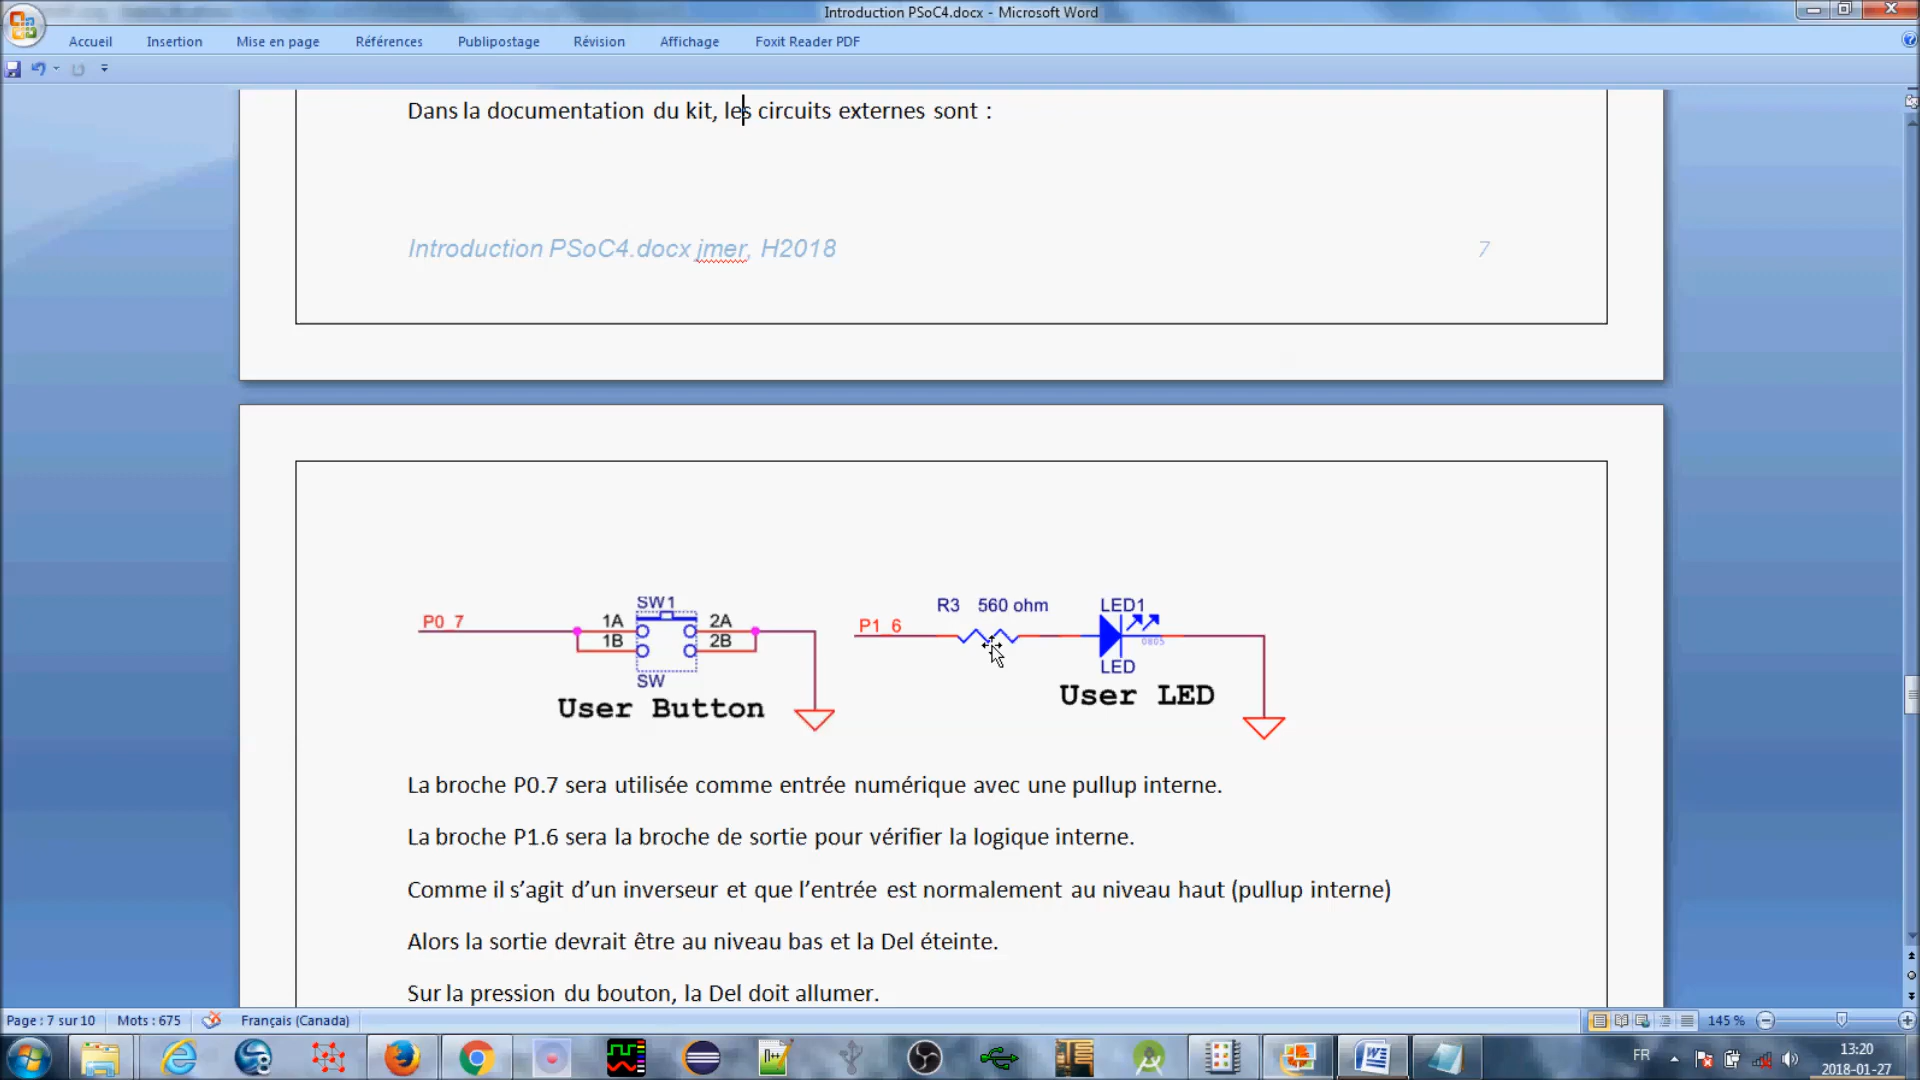 Introduction PSoC4.docx - Microsoft Word
Accueil Insertion Mise en page Références Publipostage Révision Affichage Foxit Reader PDF
Dans la documentation du kit, les circuits externes sont :
Introduction PSoC4.docx jmer, H2018 7
SW1
P0_7 1A 2A
1B 2B
SW
User Button
R3 560 ohm LED1
P1_6
0805
LED
User LED
La broche P0.7 sera utilisée comme entrée numérique avec une pullup interne.
La broche P1.6 sera la broche de sortie pour vérifier la logique interne.
Comme il s’agit d’un inverseur et que l’entrée est normalement au niveau haut (pullup interne)
Alors la sortie devrait être au niveau bas et la Del éteinte.
Sur la pression du bouton, la Del doit allumer.
Page : 7 sur 10 Mots : 675 Français (Canada) 145 %
FR 13:20
2018-01-27